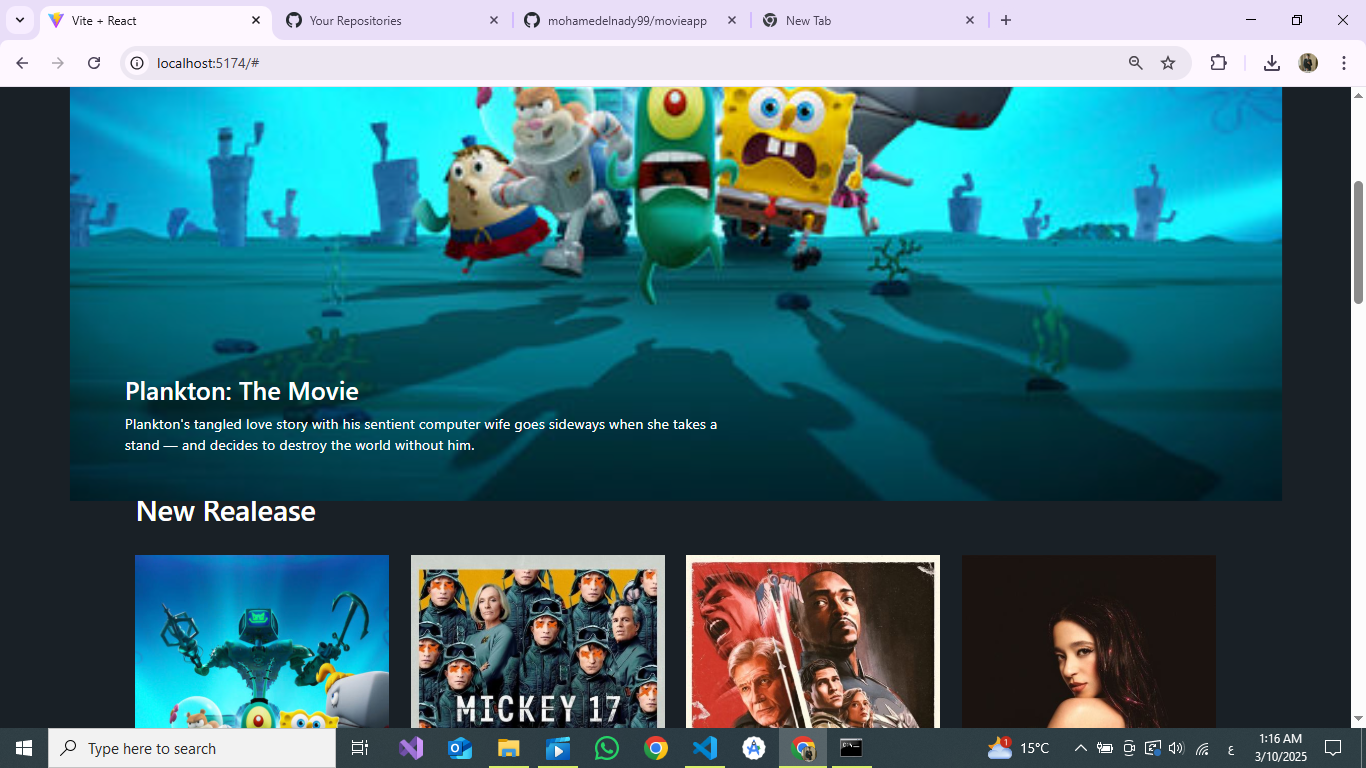 Vite + React
Your Repositories
mohamedelnady99/movieapp
New Tab
localhost:5174/#
Plankton: The Movie
Plankton's tangled love story with his sentient computer wife goes sideways when she takes a
stand — and decides to destroy the world without him.
New Realease
MICKEY 17
Type here to search
1
15°C
ع
1:16 AM
3/10/2025